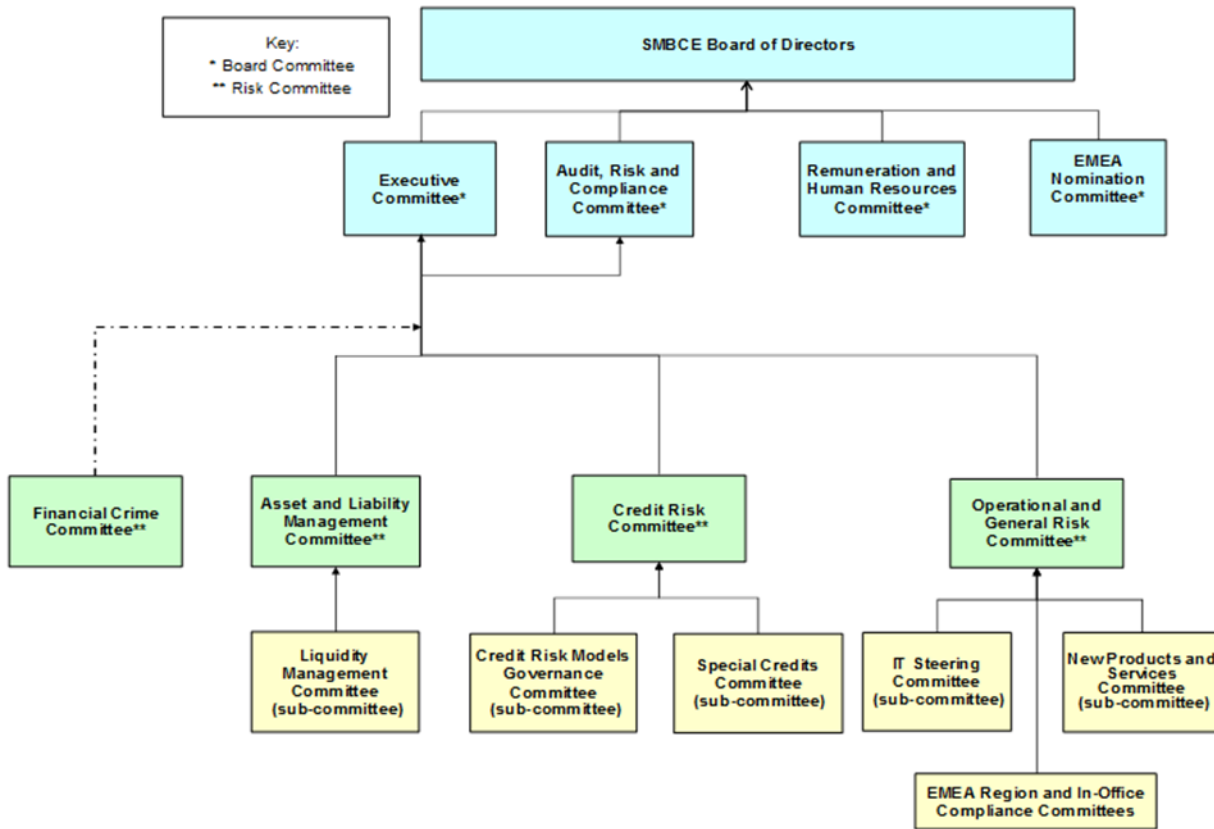 Key:
* Board Committee
** Risk Committee
SMBCE Board of Directors
Executive
Committee*
Audit, Risk and
Compliance
Committee*
Remuneration and
Human Resources
Committee*
EMEA
Nomination
Committee*
Financial Crime
Committee**
Asset and Liability
Management
Committee**
Credit Risk
Committee**
Operational and
General Risk
Committee**
Liquidity
Management
Committee
(sub-committee)
Credit Risk Models
Governance
Committee
(sub-committee)
Special Credits
Committee
(sub-committee)
IT Steering
Committee
(sub-committee)
New Products and
Services
Committee
(sub-committee)
EMEA Region and In-Office
Compliance Committees